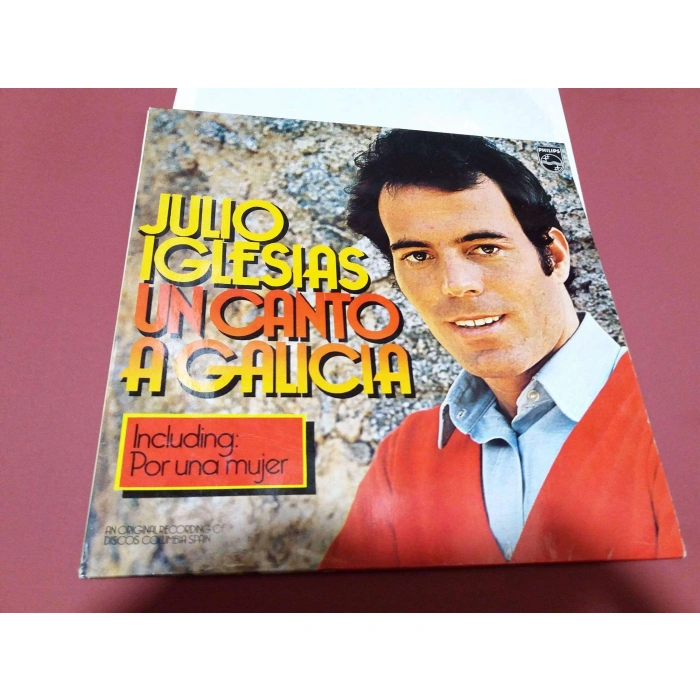 PHILIPS
JULIO
IGLESIAS
UN CANTO
A GALICIA
Including:
Por una mujer
AN ORIGINAL RECORDING OF
DISCOS COLUMBIA SPAIN